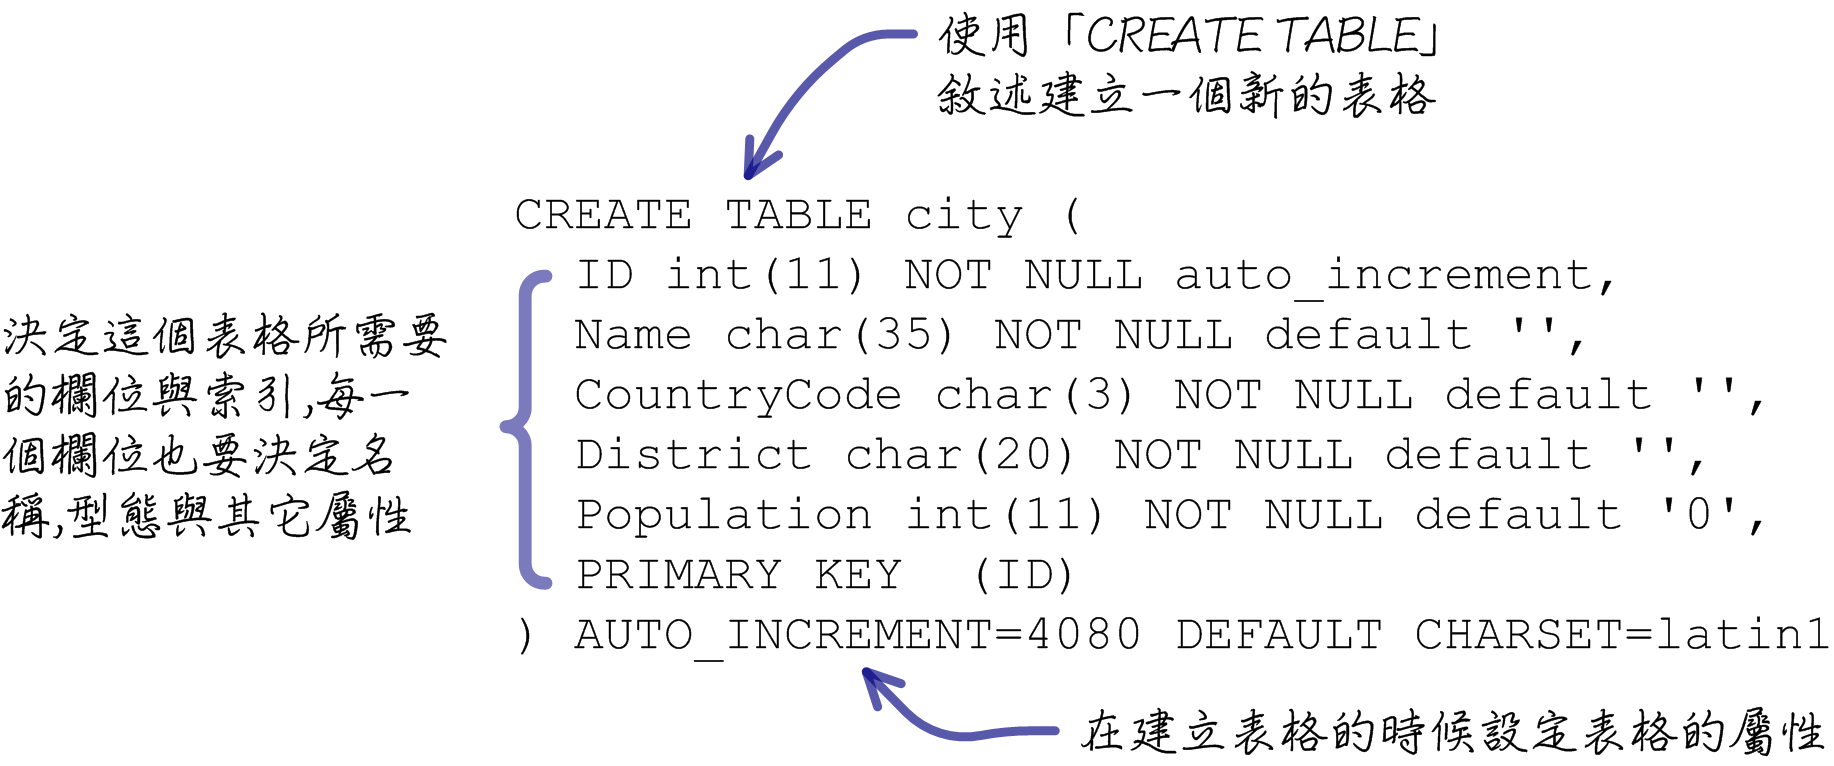 使用「CREATE TABLE」
敘述建立一個新的表格
CREATE TABLE city (
ID int(11) NOT NULL auto_increment,
Name char(35) NOT NULL default '',
CountryCode char(3) NOT NULL default '',
District char(20) NOT NULL default '',
Population int(11) NOT NULL default '0',
PRIMARY KEY  (ID)
) AUTO_INCREMENT=4080 DEFAULT CHARSET=latin1
決定這個表格所需要
的欄位與索引,每一
個欄位也要決定名
稱,型態與其它屬性
在建立表格的時候設定表格的屬性